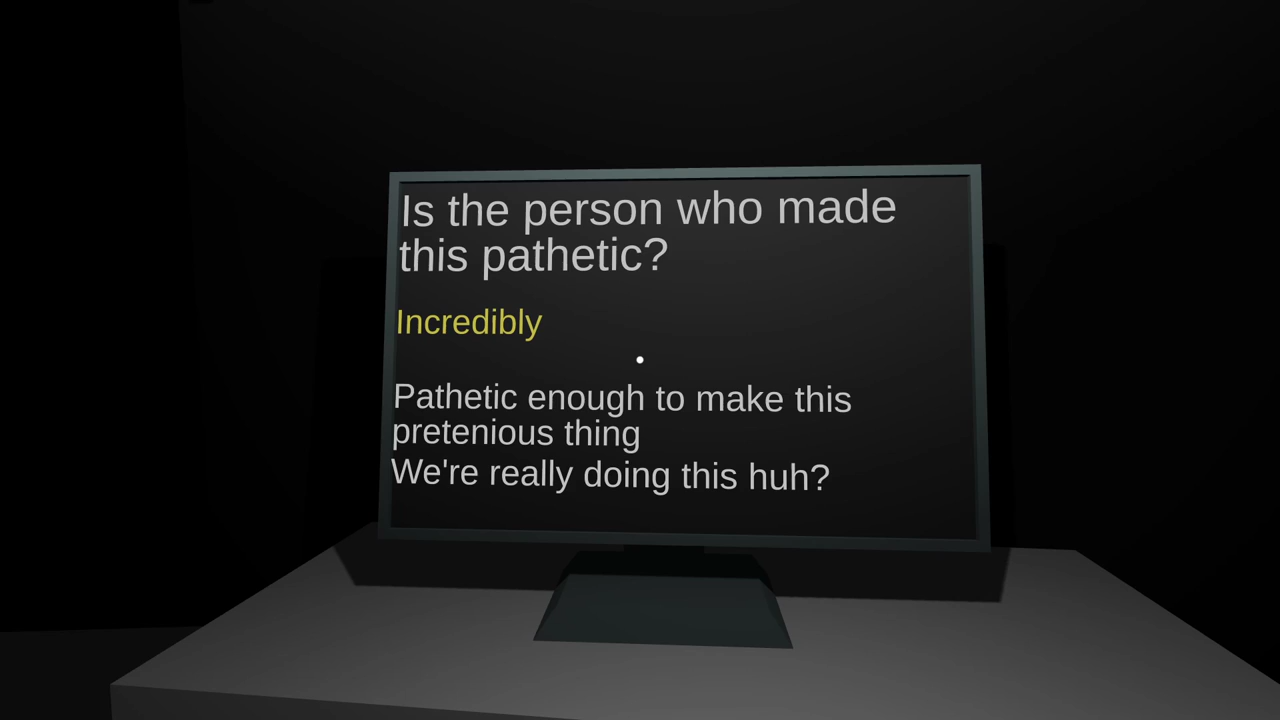 Is the person who made
this pathetic?
Incredibly
Pathetic enough to make this
pretenious thing
We're really doing this huh?